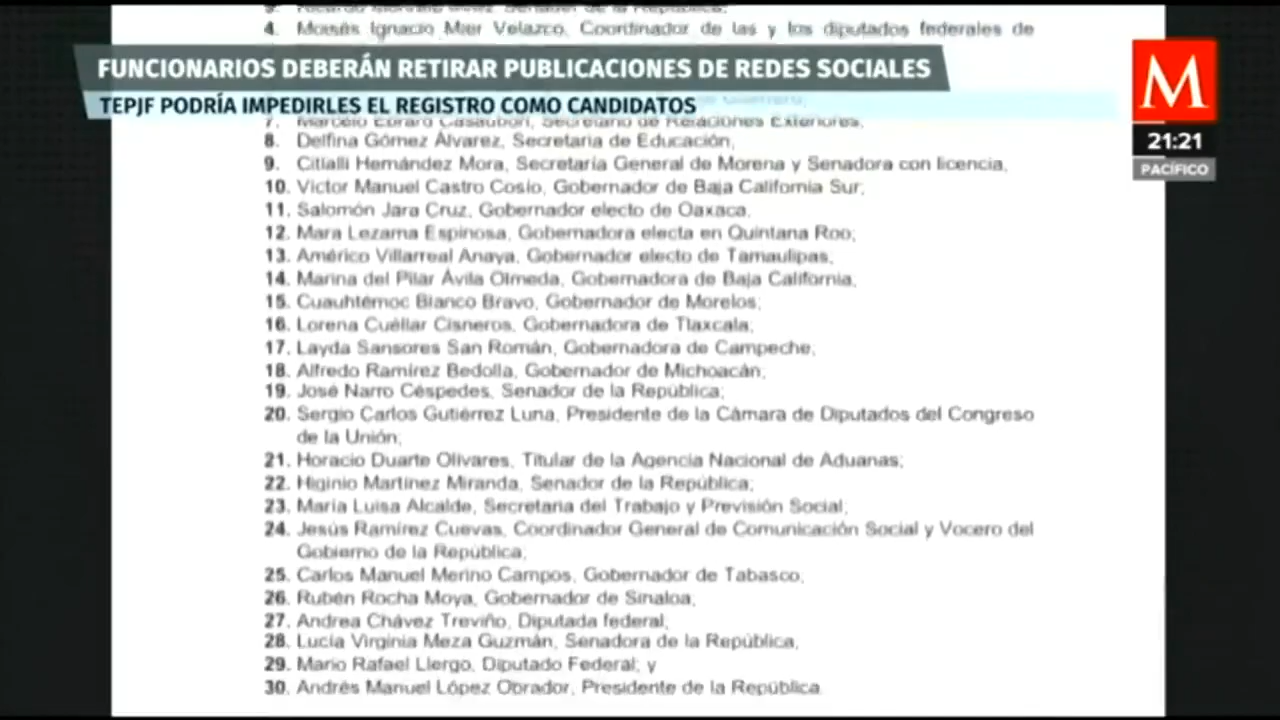 4. Moisés Ignacio Mier Velazco, Coordinador de las y los diputados federales de
FUNCIONARIOS DEBERÁN RETIRAR PUBLICACIONES DE REDES SOCIALES
TEPJF PODRÍA IMPEDIRLES EL REGISTRO COMO CANDIDATOS
M
21:21
PACÍFICO
7. Marcelo Ebrard Casaubon, Secretario de Relaciones Exteriores;
8. Delfina Gómez Álvarez, Secretaria de Educación;
9. Citlalli Hernández Mora, Secretaría General de Morena y Senadora con licencia;
10. Víctor Manuel Castro Cosío, Gobernador de Baja California Sur;
11. Salomón Jara Cruz, Gobernador electo de Oaxaca.
12. Mara Lezama Espinosa, Gobernadora electa en Quintana Roo;
13. Américo Villarreal Anaya, Gobernador electo de Tamaulipas;
14. Marina del Pilar Ávila Olmeda, Gobernadora de Baja California;
15. Cuauhtémoc Blanco Bravo, Gobernador de Morelos;
16. Lorena Cuéllar Cisneros, Gobernadora de Tlaxcala;
17. Layda Sansores San Román, Gobernadora de Campeche;
18. Alfredo Ramírez Bedolla, Gobernador de Michoacán;
19. José Narro Céspedes, Senador de la República;
20. Sergio Carlos Gutiérrez Luna, Presidente de la Cámara de Diputados del Congreso
de la Unión;
21. Horacio Duarte Olivares, Titular de la Agencia Nacional de Aduanas;
22. Higinio Martínez Miranda, Senador de la República;
23. María Luisa Alcalde, Secretaria del Trabajo y Previsión Social;
24. Jesús Ramírez Cuevas, Coordinador General de Comunicación Social y Vocero del
Gobierno de la República;
25. Carlos Manuel Merino Campos, Gobernador de Tabasco;
26. Rubén Rocha Moya, Gobernador de Sinaloa;
27. Andrea Chávez Treviño, Diputada federal;
28. Lucía Virginia Meza Guzmán, Senadora de la República;
29. Mario Rafael Llergo, Diputado Federal; y
30. Andrés Manuel López Obrador, Presidente de la República.